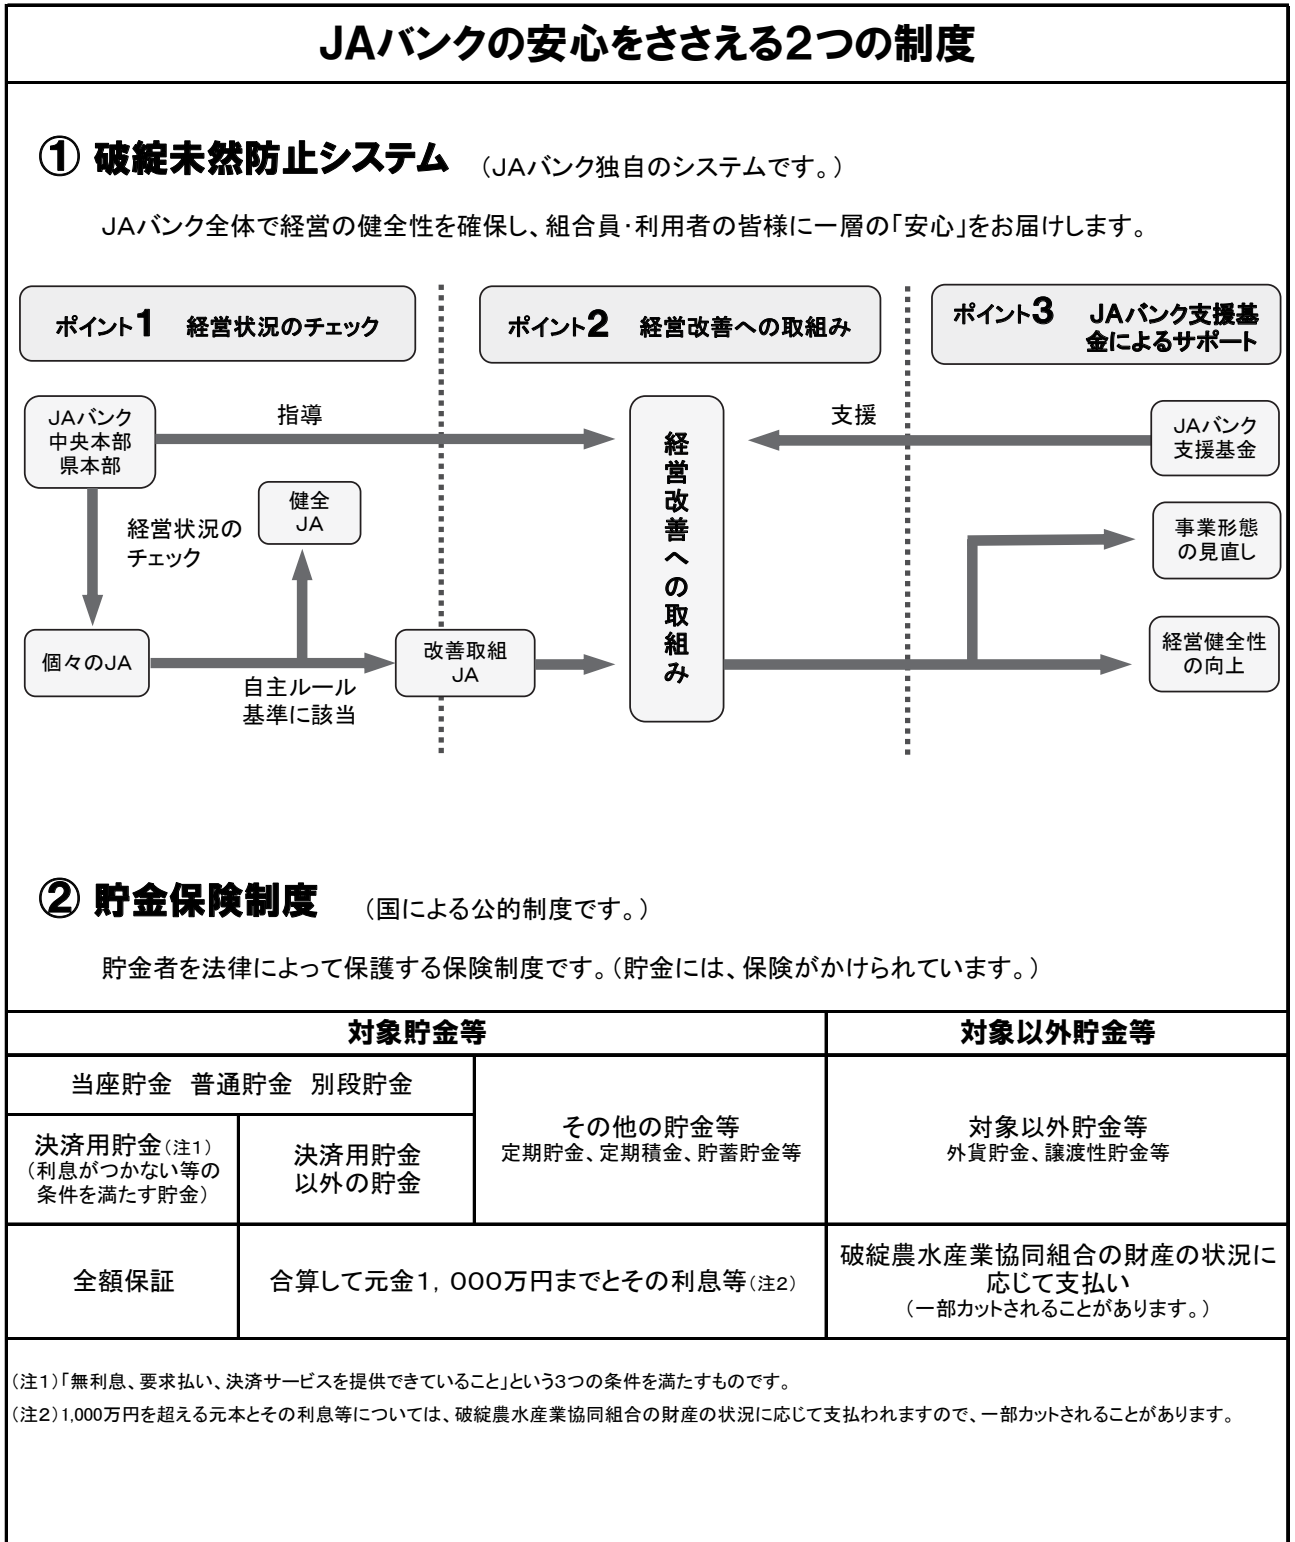 JAバンクの安心をささえる2つの制度
① 破綻未然防止システム （JAバンク独自のシステムです。）
JAバンク全体で経営の健全性を確保し、組合員・利用者の皆様に一層の「安心」をお届けします。
ポイント1 経営状況のチェック
ポイント2 経営改善への取組み
ポイント3 JAバンク支援基
金によるサポート
JAバンク
中央本部
県本部
指導
経営改善への取組み
支援
JAバンク
支援基金
経営状況の
チェック
健全
JA
事業形態
の見直し
個々のJA
自主ルール
基準に該当
改善取組
JA
経営健全性
の向上
② 貯金保険制度 （国による公的制度です。）
貯金者を法律によって保護する保険制度です。（貯金には、保険がかけられています。）
対象貯金等
対象以外貯金等
当座貯金 普通貯金 別段貯金
決済用貯金（注1）
（利息がつかない等の
条件を満たす貯金）
決済用貯金
以外の貯金
その他の貯金等
定期貯金、定期積金、貯蓄貯金等
対象以外貯金等
外貨貯金、譲渡性貯金等
全額保証
合算して元金1，000万円までとその利息等（注2）
破綻農水産業協同組合の財産の状況に
応じて支払い
（一部カットされることがあります。）
（注1）「無利息、要求払い、決済サービスを提供できていること」という3つの条件を満たすものです。
（注2）1,000万円を超える元本とその利息等については、破綻農水産業協同組合の財産の状況に応じて支払われますので、一部カットされることがあります。